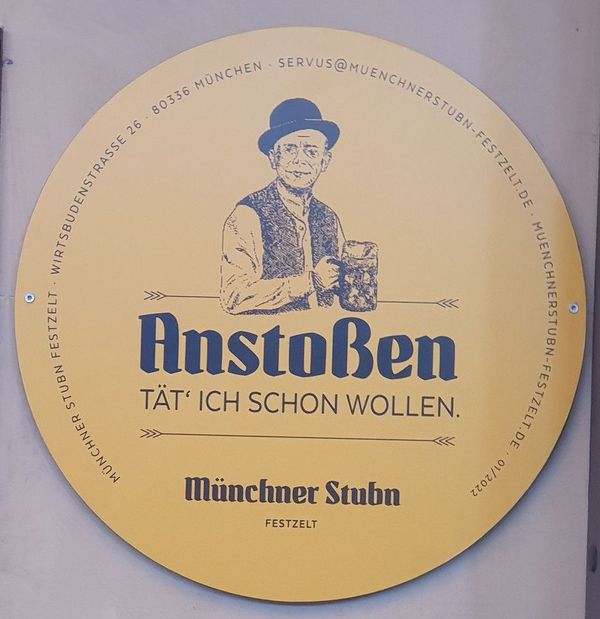 MÜNCHNER STUBN FESTZELT · WIRTSBUDENSTRASSE 26 · 80336 MÜNCHEN · SERVUS@MUENCHNERSTUBN-FESTZELT.DE · MUENCHNERSTUBN-FESTZELT.DE · 01/2022
Anstoßen
TÄT‘ ICH SCHON WOLLEN.
Münchner Stubn
FESTZELT